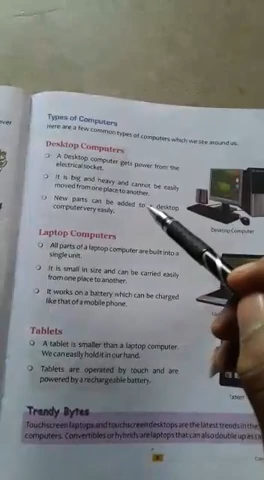 Types of Computers
Here are a few common types of computers which we see around us.
Desktop Computers
A Desktop computer gets power from the
electrical socket.
It is big and heavy and cannot be easily
moved from one place to another.
New parts can be added to a desktop
computer very easily.
Desktop Computer
Laptop Computers
All parts of a laptop computer are built into a
single unit.
It is small in size and can be carried easily
from one place to another.
It works on a battery which can be charged
like that of a mobile phone.
Tablets
A tablet is smaller than a laptop computer.
We can easily hold it in our hand.
Tablets are operated by touch and are
powered by a rechargeable battery.
Tablet
Trendy Bytes
Touchscreen laptops and touchscreen desktops are the latest trends in the
computers. Convertibles or hybrids are laptops that can also double up as